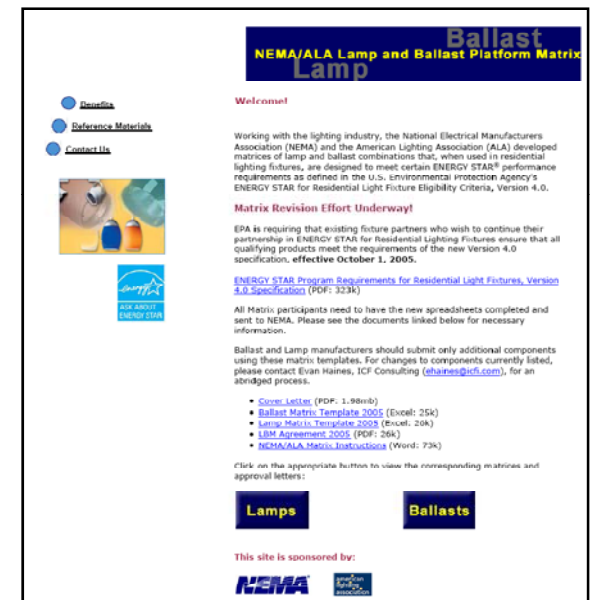 Ballast
NEMA/ALA Lamp and Ballast Platform Matrix
Lamp
Benefits
Reference Materials
Contact Us
energy
ASK ABOUT
ENERGY STAR
Welcome!
Working with the lighting industry, the National Electrical Manufacturers
Association (NEMA) and the American Lighting Association (ALA) developed
matrices of lamp and ballast combinations that, when used in residential
lighting fixtures, are designed to meet certain ENERGY STAR® performance
requirements as defined in the U.S. Environmental Protection Agency's
ENERGY STAR for Residential Light Fixture Eligibility Criteria, Version 4.0.
Matrix Revision Effort Underway!
EPA is requiring that existing fixture partners who wish to continue their
partnership in ENERGY STAR for Residential Lighting Fixtures ensure that all
qualifying products meet the requirements of the new Version 4.0
specification, effective October 1, 2005.
ENERGY STAR Program Requirements for Residential Light Fixtures, Version
4.0 Specification (PDF: 323k)
All Matrix participants need to have the new spreadsheets completed and
sent to NEMA. Please see the documents linked below for necessary
information.
Ballast and Lamp manufacturers should submit only additional components
using these matrix templates. For changes to components currently listed,
please contact Evan Haines, ICF Consulting (ehaines@icfi.com), for an
abridged process.
• Cover Letter (PDF: 1.98mb)
• Ballast Matrix Template 2005 (Excel: 25k)
• Lamp Matrix Template 2005 (Excel: 26k)
• LBM Agreement 2005 (PDF: 26k)
• NEMA/ALA Matrix Instructions (Word: 73k)
Click on the appropriate button to view the corresponding matrices and
approval letters:
Lamps
Ballasts
This site is sponsored by:
NEMA
american
lighting
association